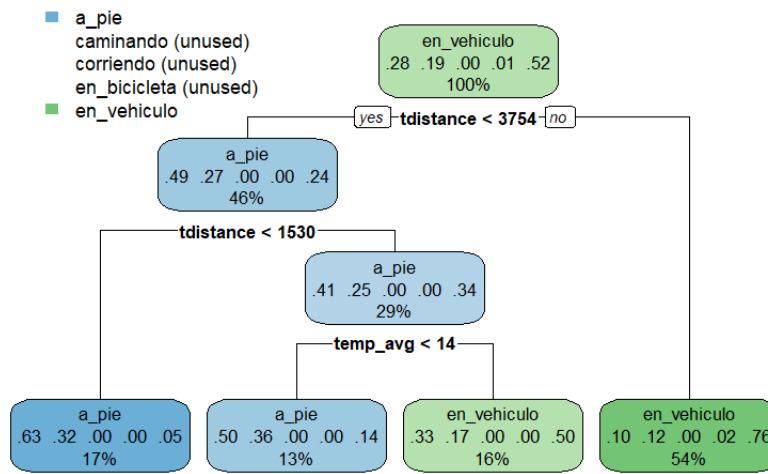 a_pie
caminando (unused)
corriendo (unused)
en_bicicleta (unused)
en_vehiculo
en_vehiculo
.28 .19 .00 .01 .52
100%
yes tdistance < 3754 no
a_pie
.49 .27 .00 .00 .24
46%
tdistance < 1530
a_pie
.41 .25 .00 .00 .34
29%
temp_avg < 14
a_pie
.63 .32 .00 .00 .05
17%
a_pie
.50 .36 .00 .00 .14
13%
en_vehiculo
.33 .17 .00 .00 .50
16%
en_vehiculo
.10 .12 .00 .02 .76
54%